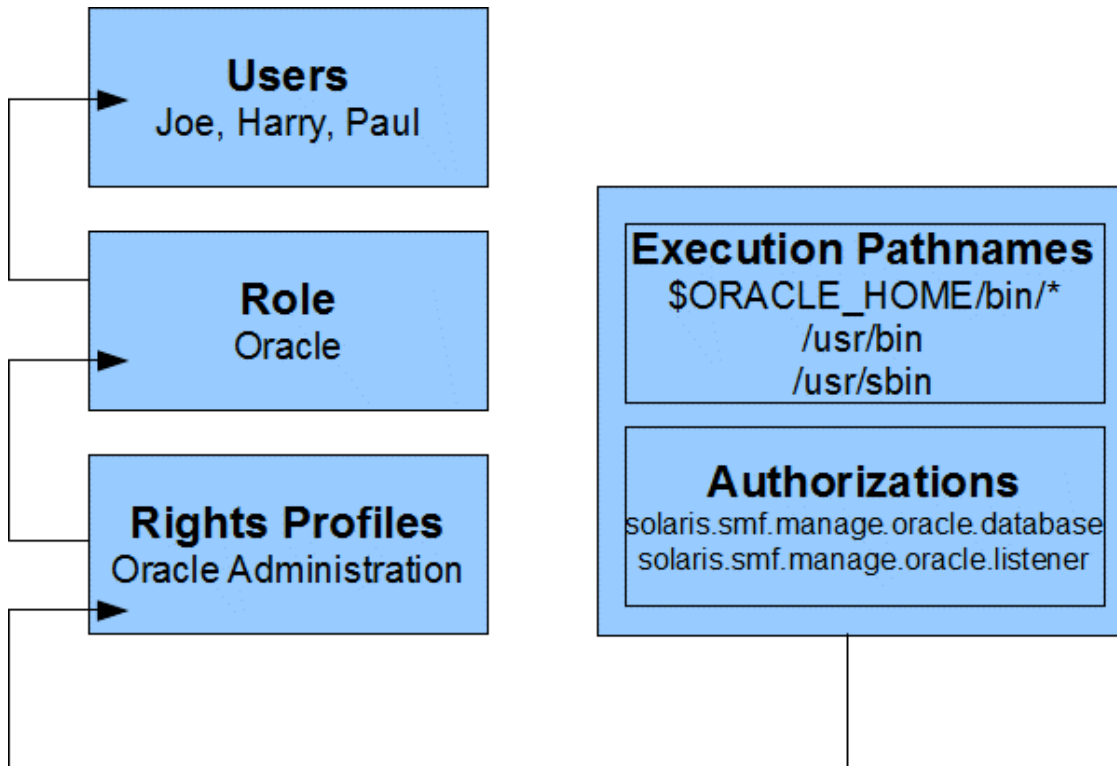 Users
Joe, Harry, Paul
Role
Oracle
Rights Profiles
Oracle Administration
Execution Pathnames
$ORACLE_HOME/bin/*
/usr/bin
/usr/sbin
Authorizations
solaris.smf.manage.oracle.database
solaris.smf.manage.oracle.listener